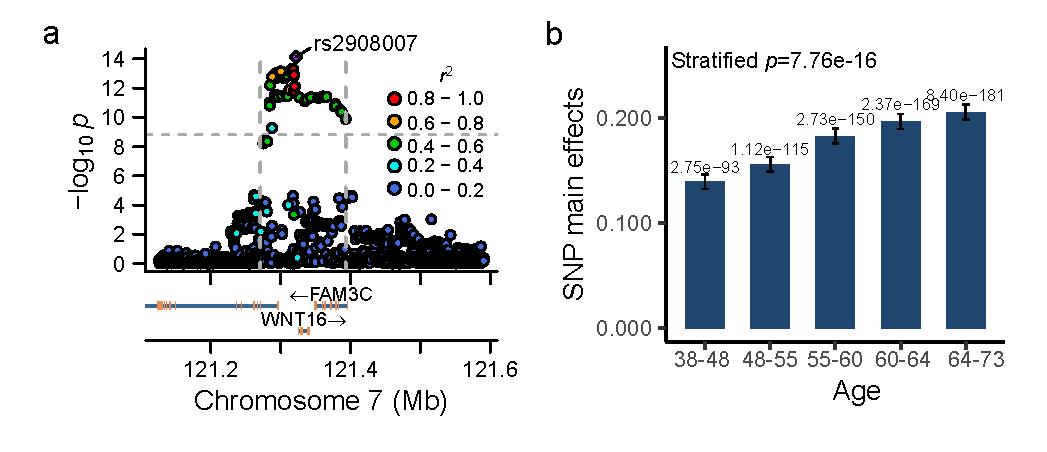 a
rs2908007
−log10 p
14
12
10
8
6
4
2
0
r2
0.8 − 1.0
0.6 − 0.8
0.4 − 0.6
0.2 − 0.4
0.0 − 0.2
←FAM3C
WNT16→
121.2
121.4
121.6
Chromosome 7 (Mb)
b
Stratified p=7.76e-16
SNP main effects
0.200
0.100
0.000
2.75e−93
1.12e−115
2.73e−150
2.37e−169
8.40e−181
38-48
48-55
55-60
60-64
64-73
Age